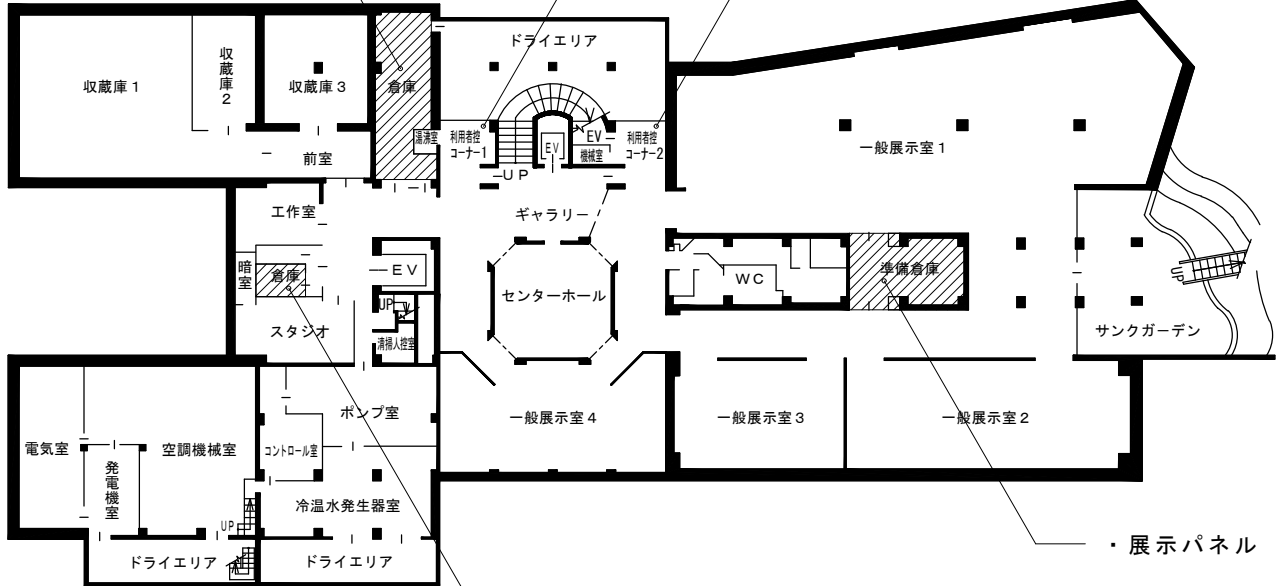 ドライエリア
収蔵庫1
収蔵庫2
収蔵庫3
倉庫
湯沸室
利用者控
コーナー1
EV
EV
機械室
利用者控
コーナー2
一般展示室1
前室
UP
工作室
ギャラリー
暗室
倉庫
EV
WC
準備倉庫
センターホール
UP
UP
スタジオ
清掃人控室
サンクガーデン
ポンプ室
一般展示室4
一般展示室3
一般展示室2
電気室
空調機械室
コントロール室
発電機室
冷温水発生器室
UP
ドライエリア
ドライエリア
・展示パネル